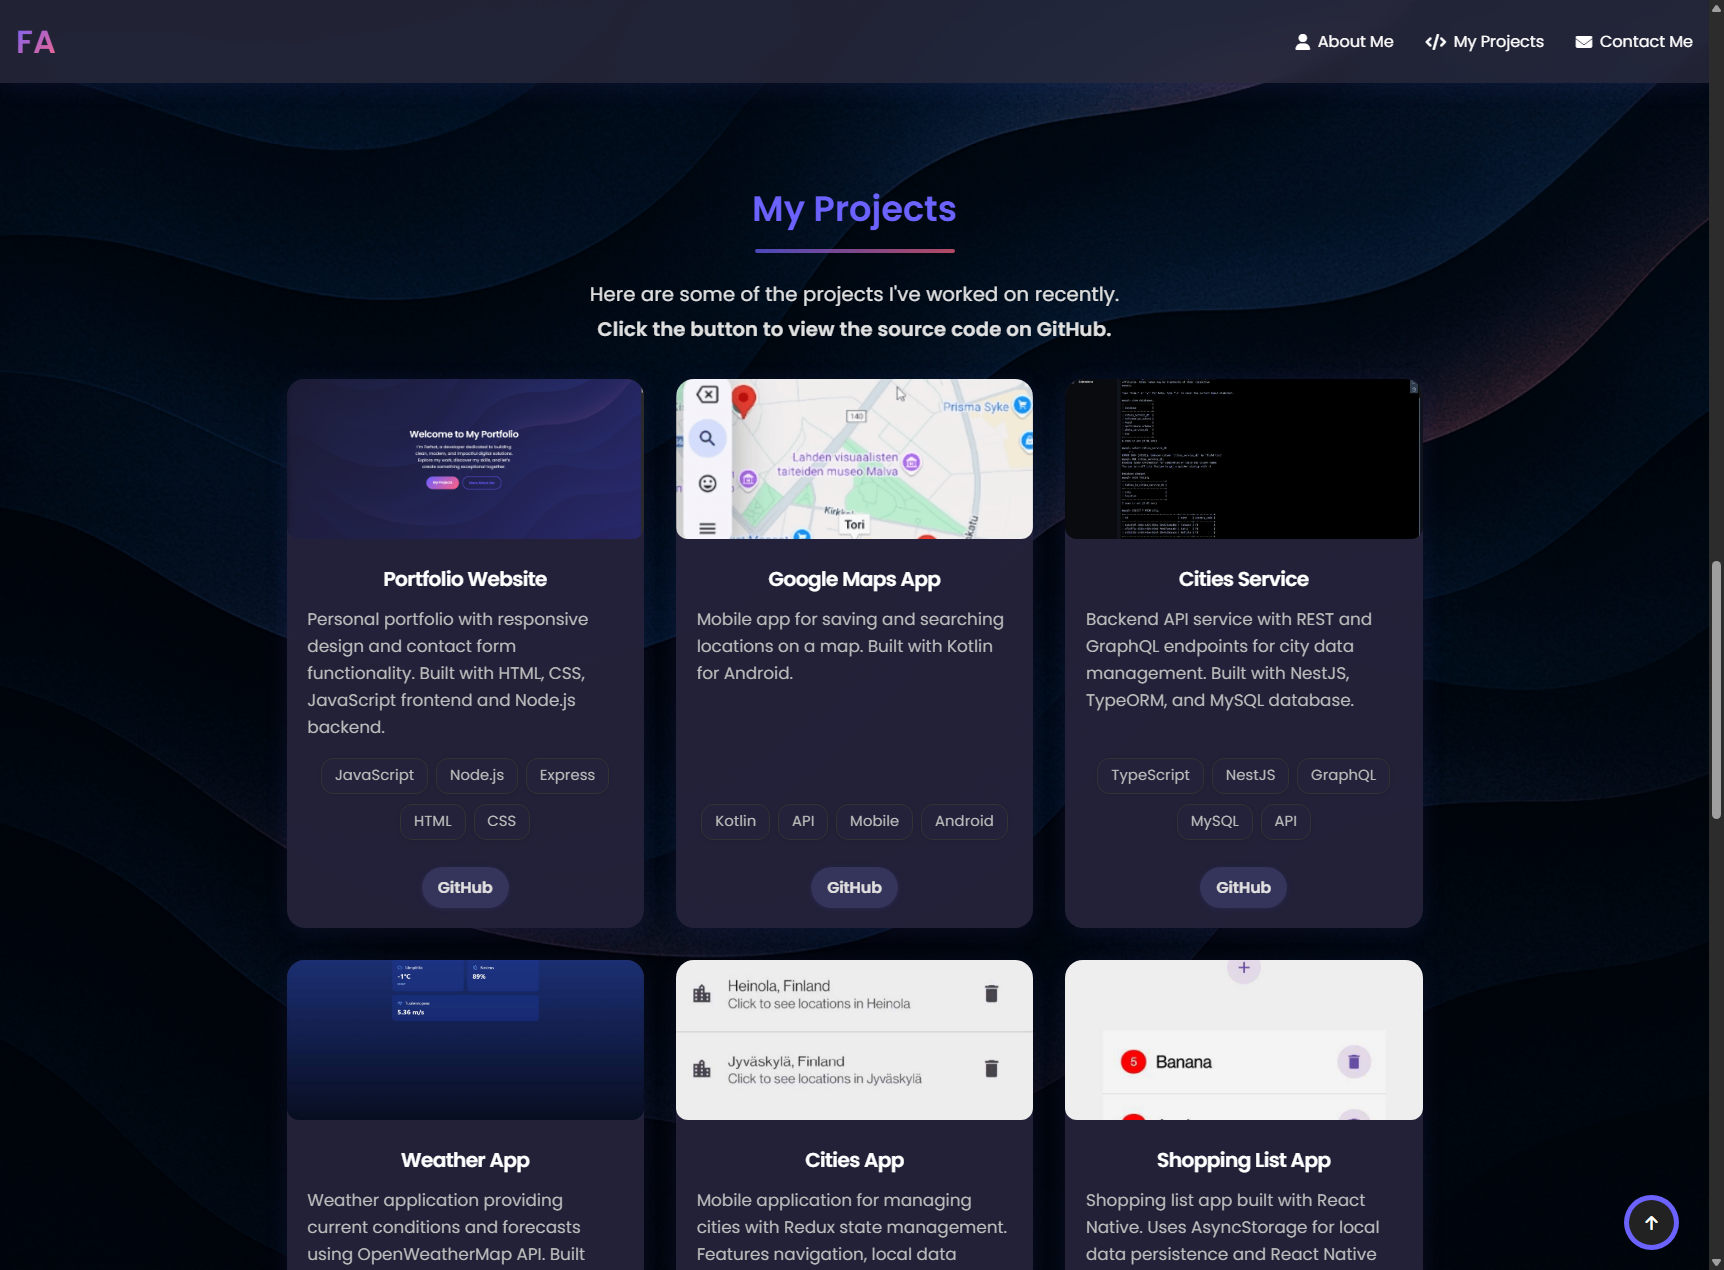 FA
About Me
My Projects
Contact Me
My Projects
Here are some of the projects I've worked on recently.
Click the button to view the source code on GitHub.
Welcome to My Portfolio
My Projects
140
Prisma Syke
Lahden visuaalisten
taiteiden museo Malva
Tori
Portfolio Website
Personal portfolio with responsive
design and contact form
functionality. Built with HTML, CSS,
JavaScript frontend and Node.js
backend.
JavaScript
Node.js
Express
HTML
CSS
GitHub
Google Maps App
Mobile app for saving and searching
locations on a map. Built with Kotlin
for Android.
Kotlin
API
Mobile
Android
GitHub
Cities Service
Backend API service with REST and
GraphQL endpoints for city data
management. Built with NestJS,
TypeORM, and MySQL database.
TypeScript
NestJS
GraphQL
MySQL
API
GitHub
-1°C
89%
5.36 m/s
Heinola, Finland
Click to see locations in Heinola
Jyväskylä, Finland
Click to see locations in Jyväskylä
5
Banana
Weather App
Weather application providing
current conditions and forecasts
using OpenWeatherMap API. Built
Cities App
Mobile application for managing
cities with Redux state management.
Features navigation, local data
Shopping List App
Shopping list app built with React
Native. Uses AsyncStorage for local
data persistence and React Native